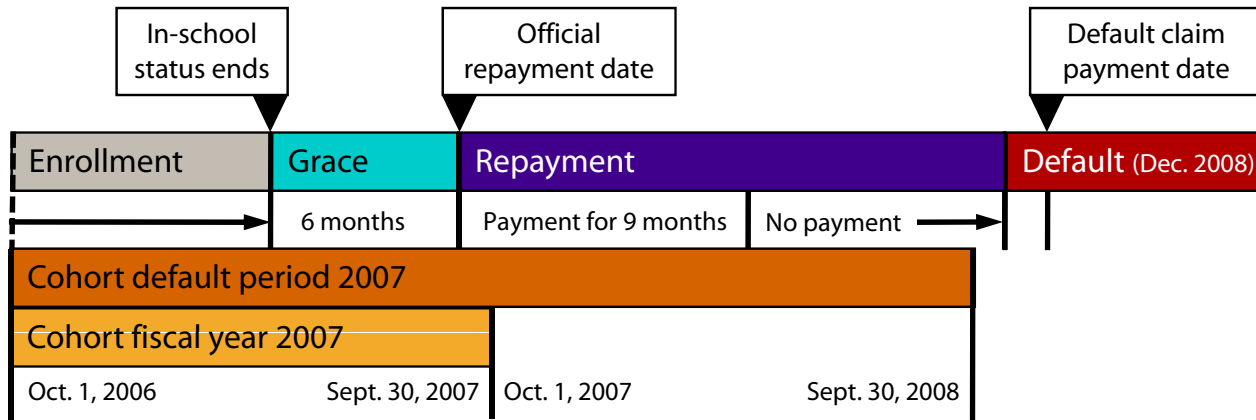 In-school
status ends
Official
repayment date
Default claim
payment date
Enrollment
Grace
Repayment
Default (Dec. 2008)
6 months
Payment for 9 months
No payment
Cohort default period 2007
Cohort fiscal year 2007
Oct. 1, 2006
Sept. 30, 2007
Oct. 1, 2007
Sept. 30, 2008